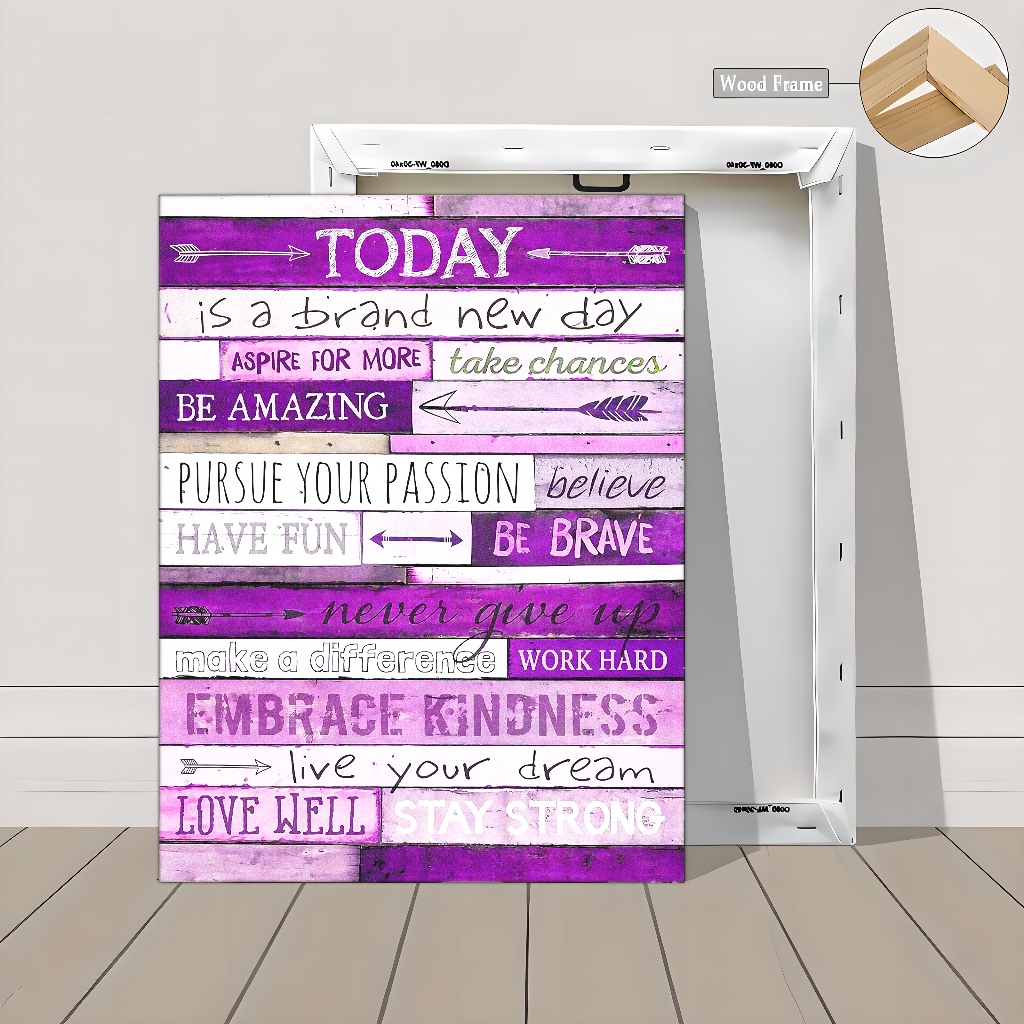 Wood Frame
TODAY
is a brand new day
ASPIRE FOR MORE take chances
BE AMAZING
PURSUE YOUR PASSION believe
HAVE FUN BE BRAVE
never give up
make a difference WORK HARD
EMBRACE KINDNESS
live your dream
LOVE WELL STAY STRONG